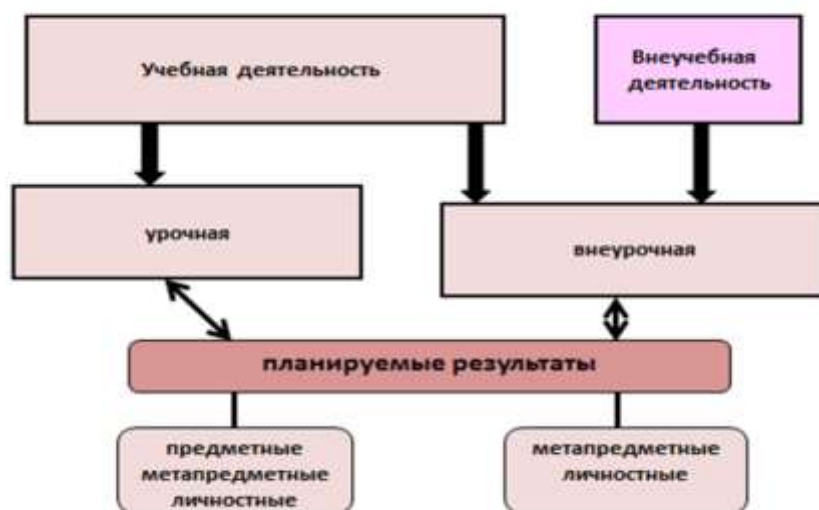 Учебная деятельность
Внеучебная
деятельность
урочная
внеурочная
планируемые результаты
предметные
метапредметные
личностные
метапредметные
личностные